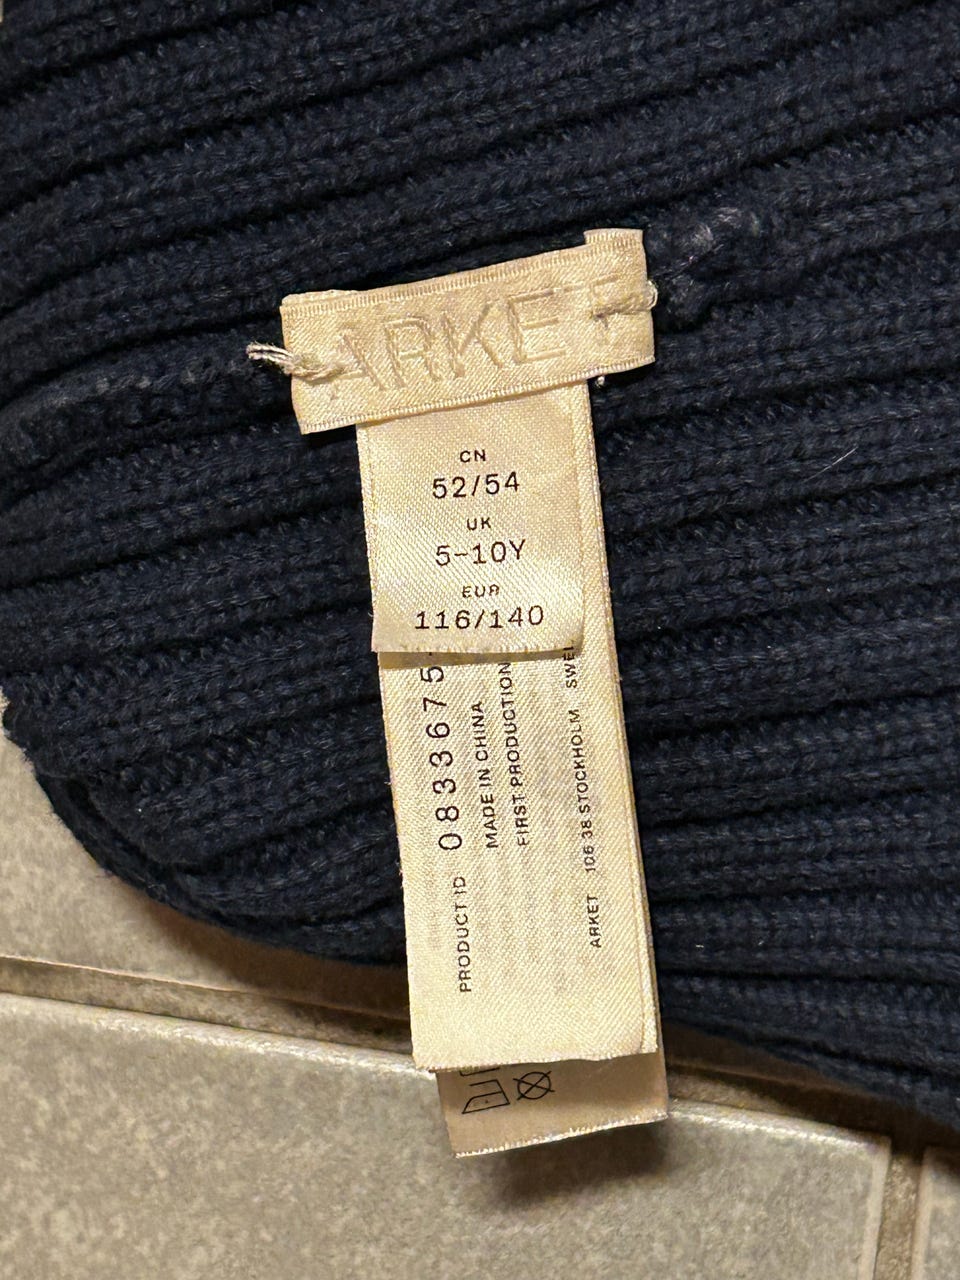 ARKET
CN
52/54
UK
5-10Y
EUR
116/140
PRODUCT ID 0833675
MADE IN CHINA
FIRST PRODUCTION
ARKET 106 38 STOCKHOLM